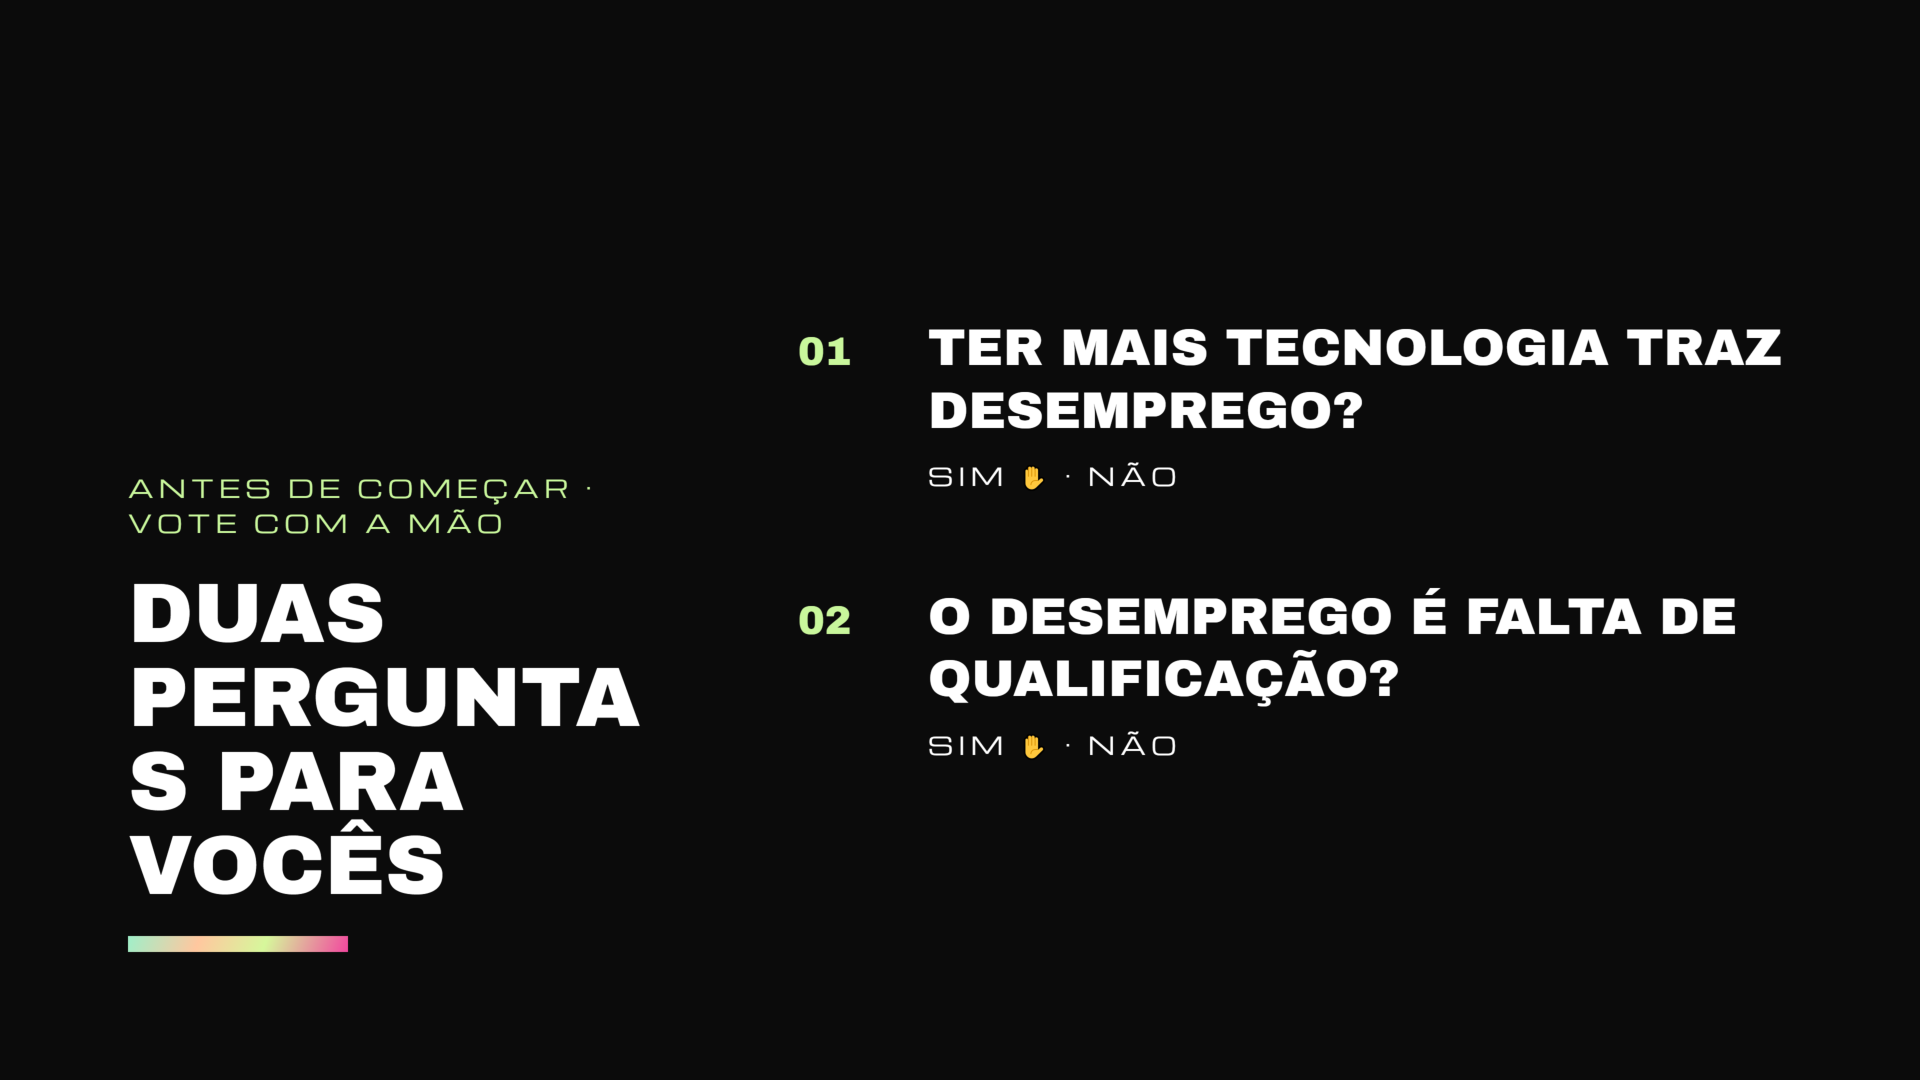 ANTES DE COMEÇAR ·
VOTE COM A MÃO
DUAS
PERGUNTA
S PARA
VOCÊS
01
TER MAIS TECNOLOGIA TRAZ
DESEMPREGO?
SIM ✋ · NÃO
02
O DESEMPREGO É FALTA DE
QUALIFICAÇÃO?
SIM ✋ · NÃO